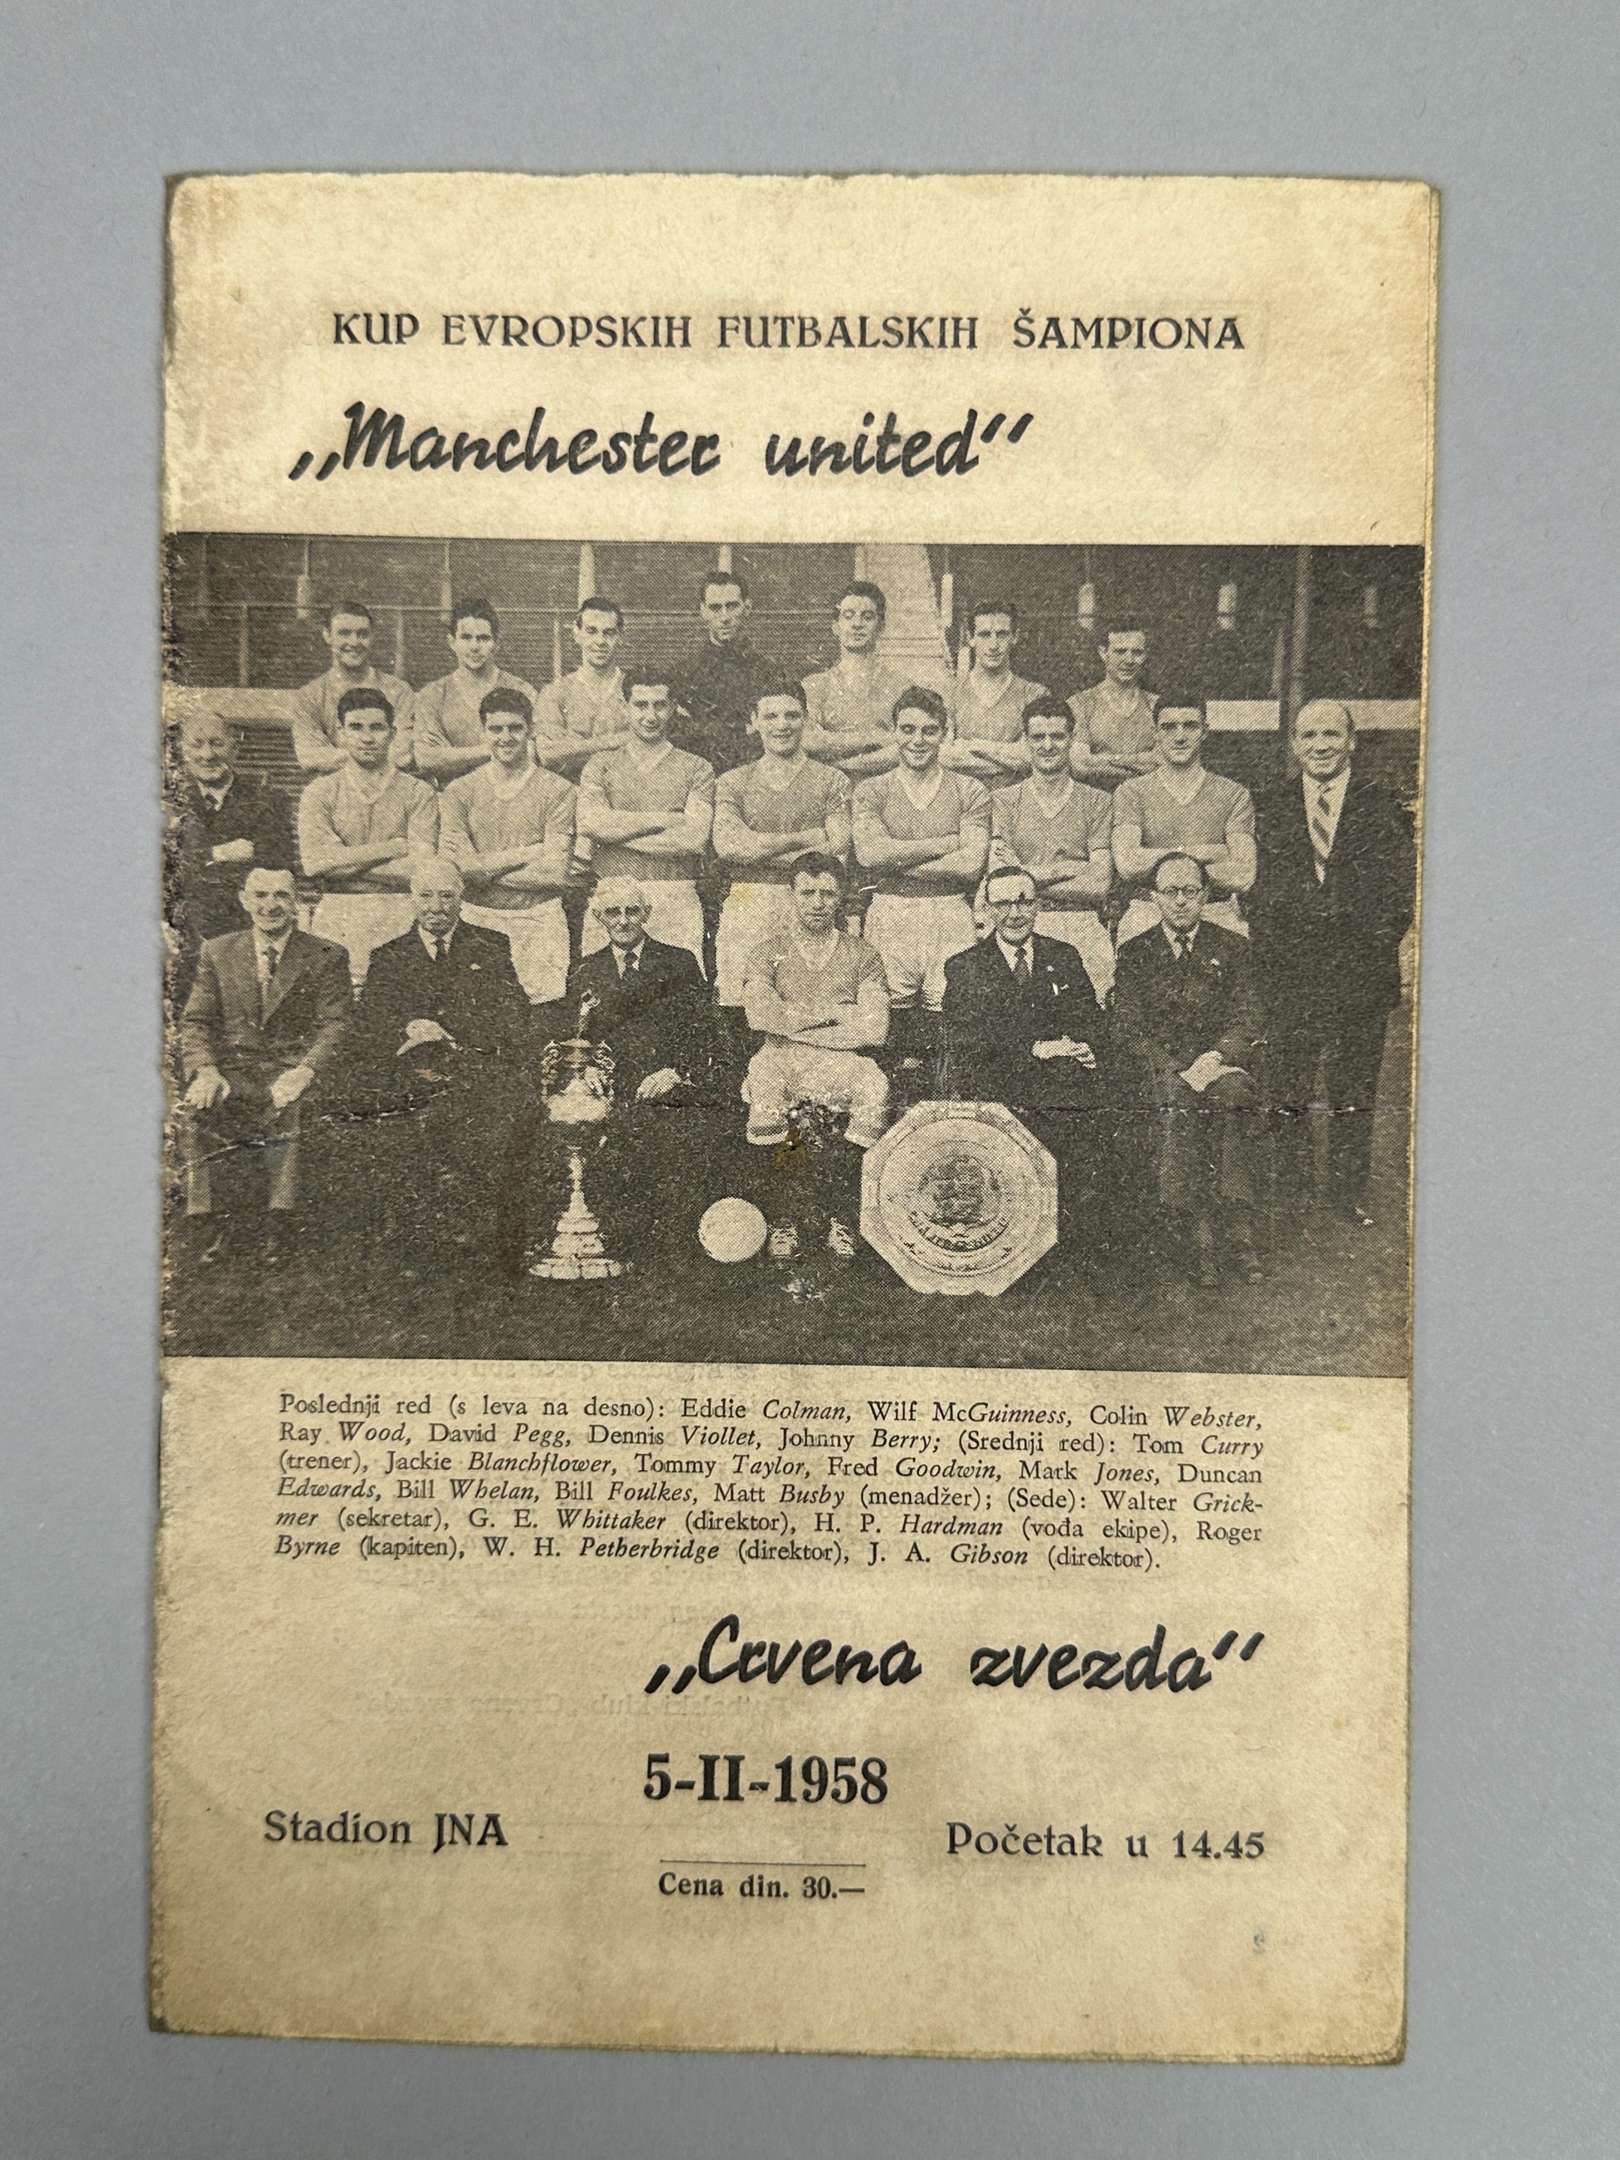 KUP EVROPSKIH FUTBALSKIH ŠAMPIONA
„Manchester united“
Poslednji red (s leva na desno): Eddie Colman, Wilf McGuinness, Colin Webster,
Ray Wood, David Pegg, Dennis Viollet, Johnny Berry; (Srednji red): Tom Curry
(trener), Jackie Blanchflower, Tommy Taylor, Fred Goodwin, Mark Jones, Duncan
Edwards, Bill Whelan, Bill Foulkes, Matt Busby (menadžer); (Sede): Walter Grick-
mer (sekretar), G. E. Whittaker (direktor), H. P. Hardman (vođa ekipe), Roger
Byrne (kapiten), W. H. Petherbridge (direktor), J. A. Gibson (direktor).
„Crvena zvezda“
5-II-1958
Stadion JNA
Početak u 14.45
Cena din. 30.—